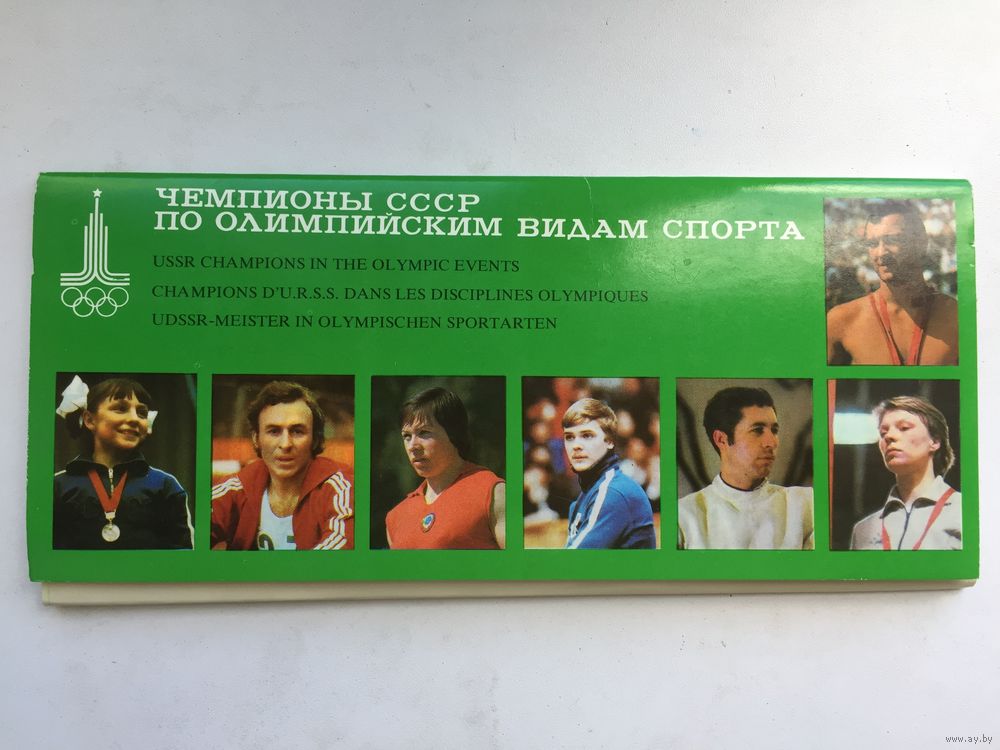 ЧЕМПИОНЫ СССР
ПО ОЛИМПИЙСКИМ ВИДАМ СПОРТА
USSR CHAMPIONS IN THE OLYMPIC EVENTS
CHAMPIONS D'U.R.S.S. DANS LES DISCIPLINES OLYMPIQUES
UDSSR-MEISTER IN OLYMPISCHEN SPORTARTEN
www.ay.by